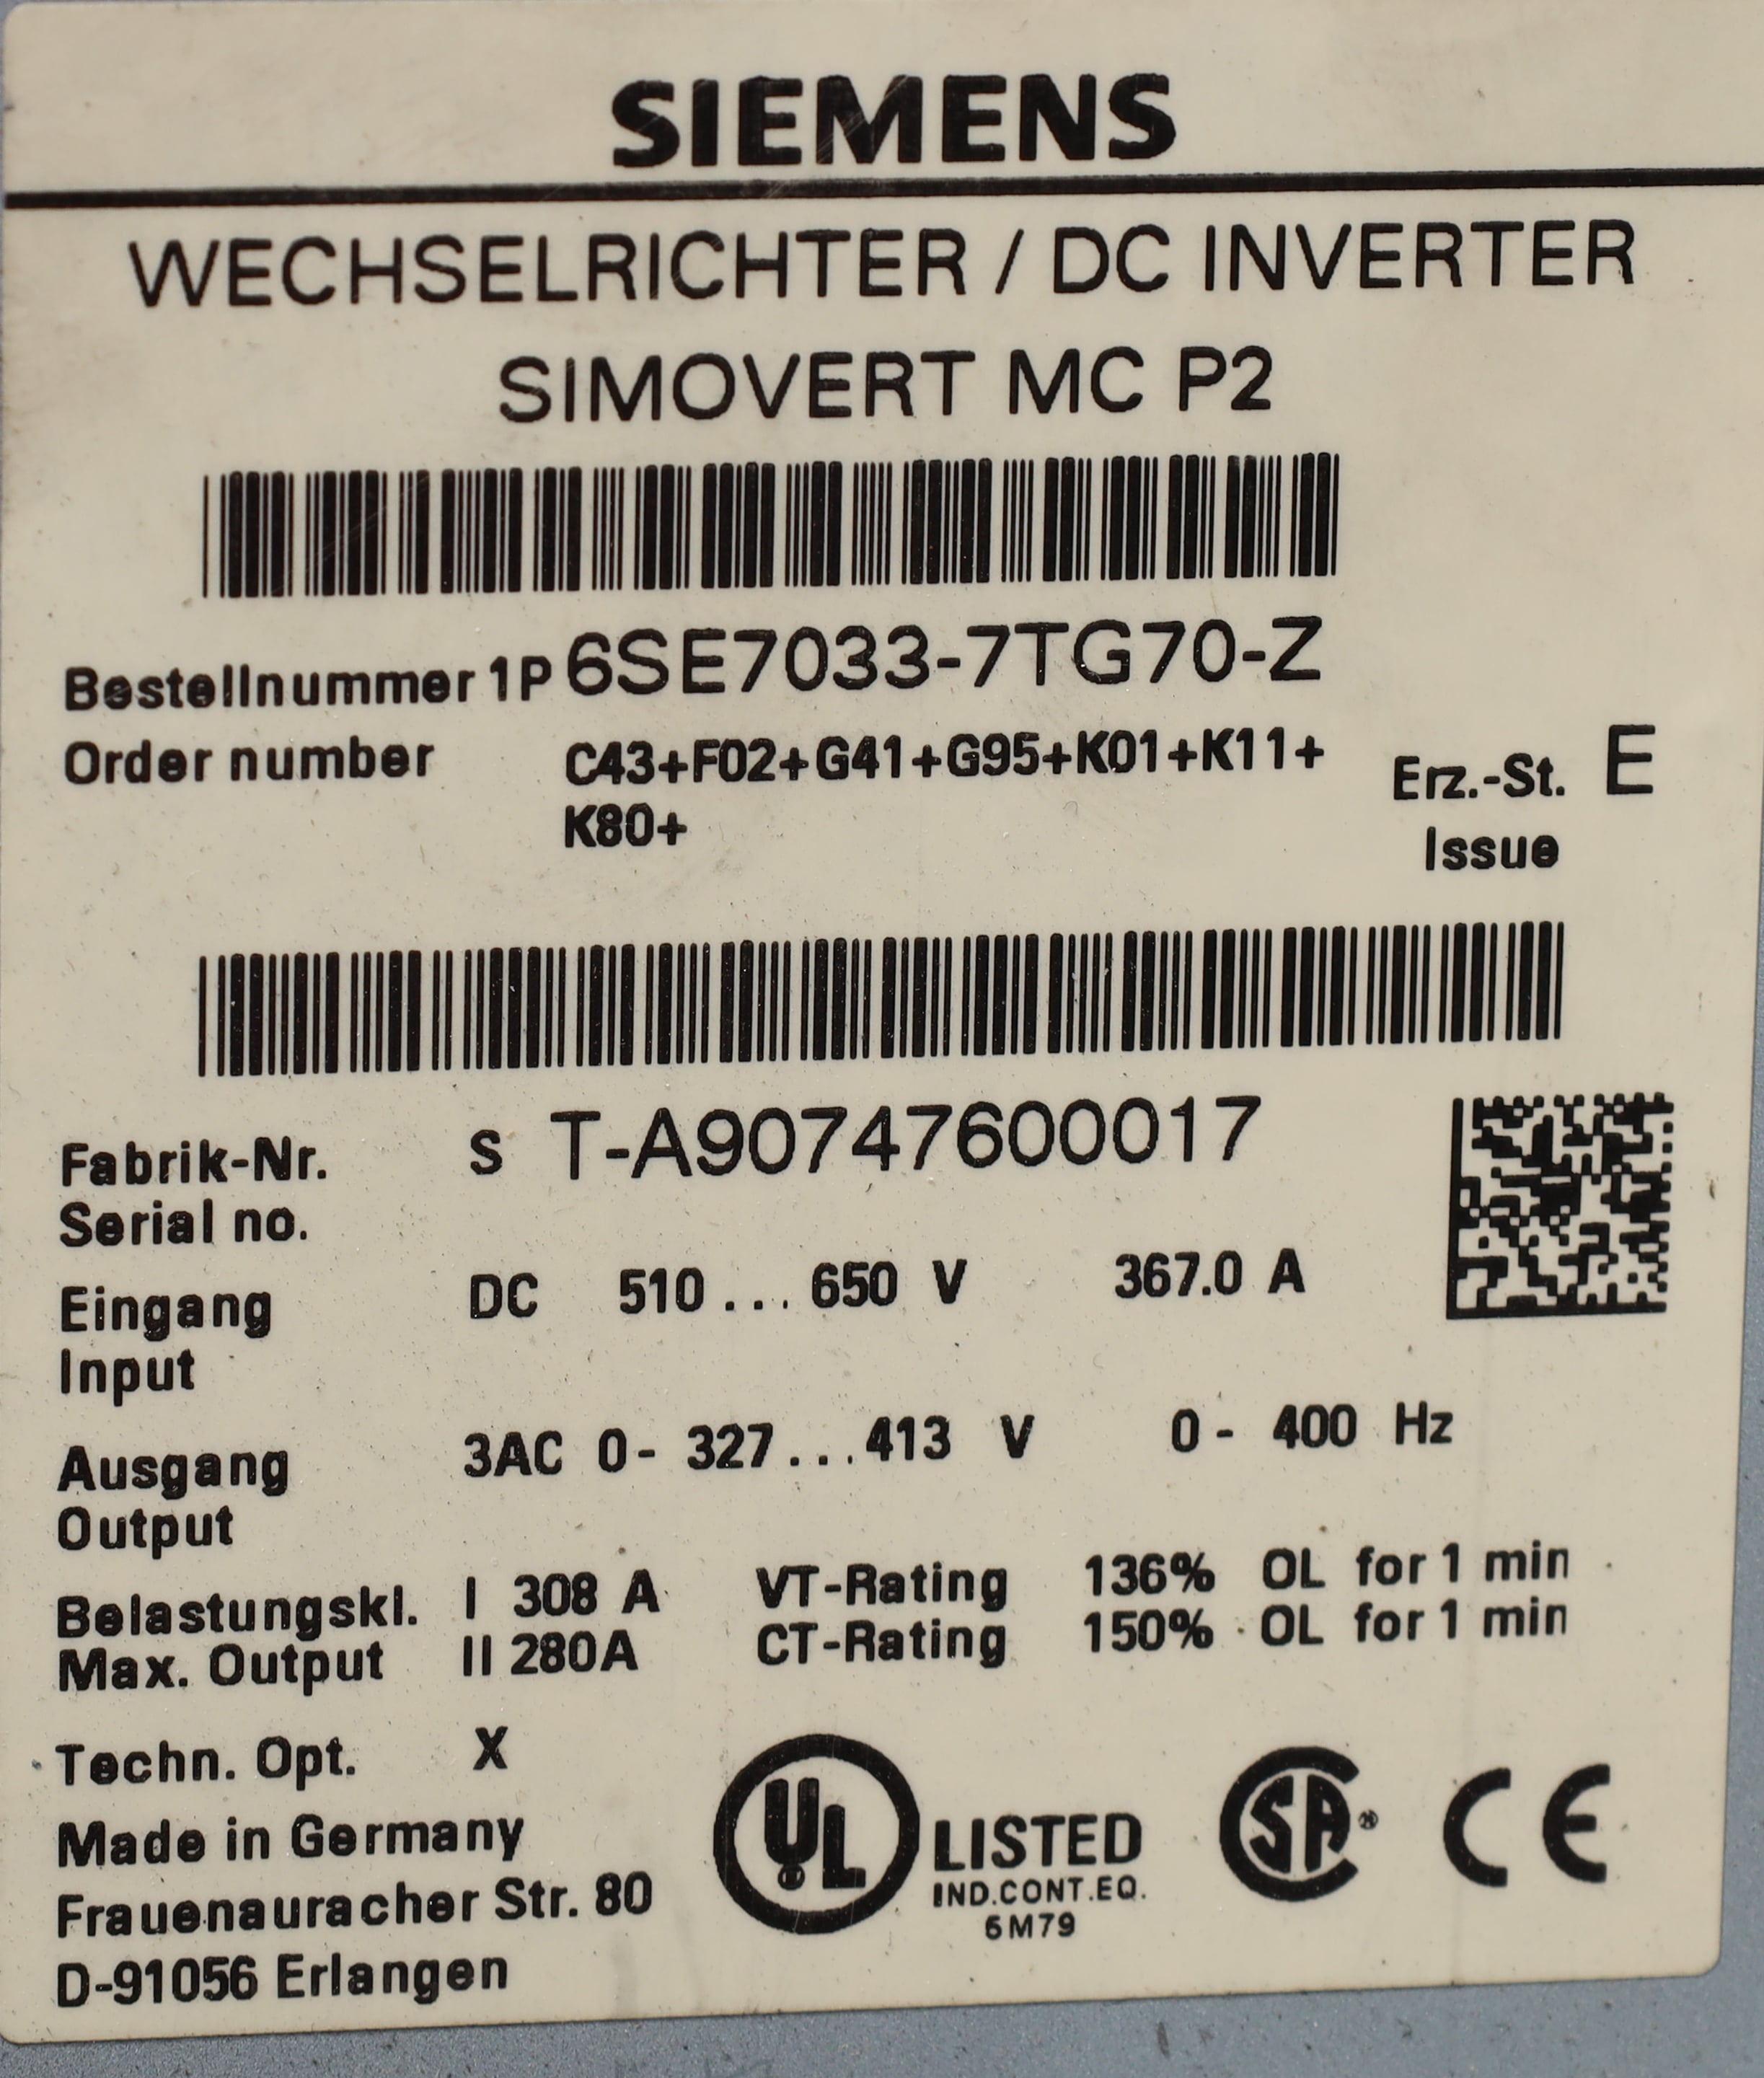 SIEMENS
WECHSELRICHTER / DC INVERTER
SIMOVERT MC P2
Bestellnummer 1P 6SE7033-7TG70-Z
Order number C43+F02+G41+G95+K01+K11+ Erz.-St. E
K80+ Issue
Fabrik-Nr. S T-A90747600017
Serial no.
Eingang DC 510 ... 650 V 367.0 A
Input
Ausgang 3AC 0- 327...413 V 0- 400 Hz
Output
Belastungskl. I 308 A VT-Rating 136% OL for 1 min
Max. Output II 280A CT-Rating 150% OL for 1 min
Techn. Opt. X
Made in Germany
Frauenauracher Str. 80
D-91056 Erlangen
UL LISTED
IND.CONT.EQ.
5M79
SA ®
CE